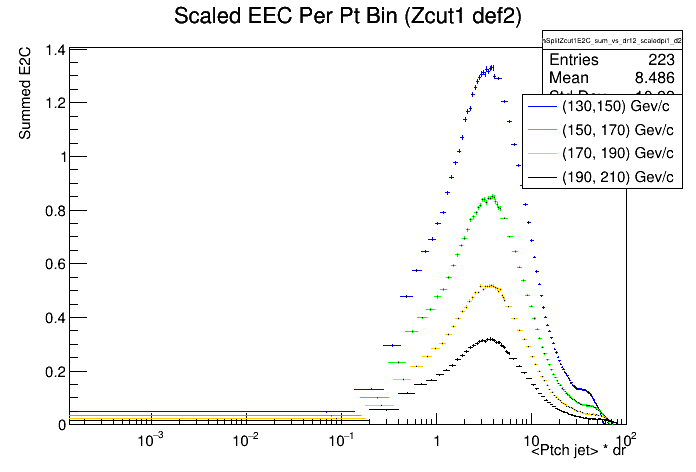 Scaled EEC Per Pt Bin (Zcut1 def2)
Summed E2C
nSplitZcut1E2C_sum_vs_dr12_scaledpi1_d2
Entries 223
Mean 8.486
(130,150) Gev/c
(150, 170) Gev/c
(170, 190) Gev/c
(190, 210) Gev/c
1.4
1.2
1
0.8
0.6
0.4
0.2
0
10⁻³ 10⁻² 10⁻¹ 1 10 10²
<Ptch jet> * dr